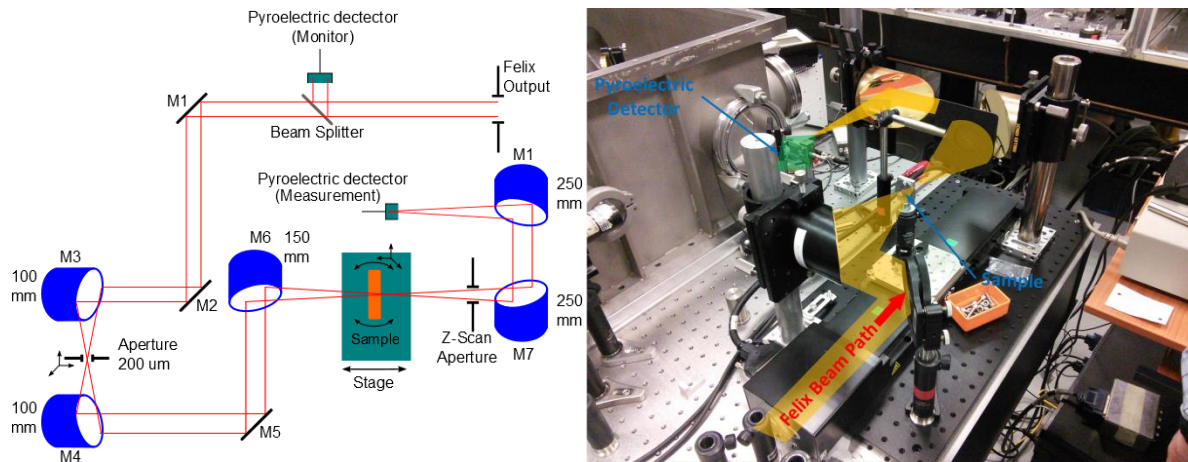 Pyroelectric dectector
(Monitor)
Felix
Output
M1
Beam Splitter
M1
Pyroelectric dectector
(Measurement)
250
mm
M3
M6
150
mm
100
mm
M2
Aperture
200 um
Sample
Z-Scan
Aperture
250
mm
M7
Stage
100
mm
M4
M5
Pyroelectric
Detector
Sample
Felix Beam Path